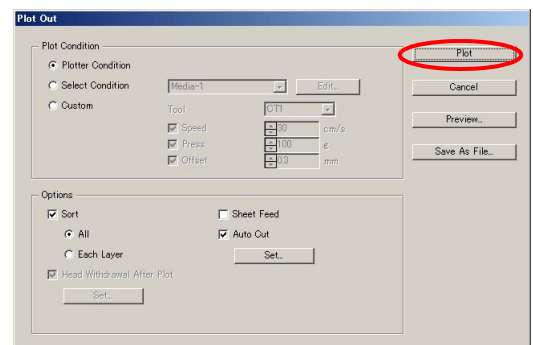 Plot Out
Plot Condition
Plotter Condition
Select Condition Media-1 Edit...
Custom Tool CT1
Speed 30 cm/s
Press 100 g
Offset 0.3 mm
Plot
Cancel
Preview...
Save As File...
Options
Sort
All
Each Layer
Head Withdrawal After Plot
Set...
Sheet Feed
Auto Cut
Set...